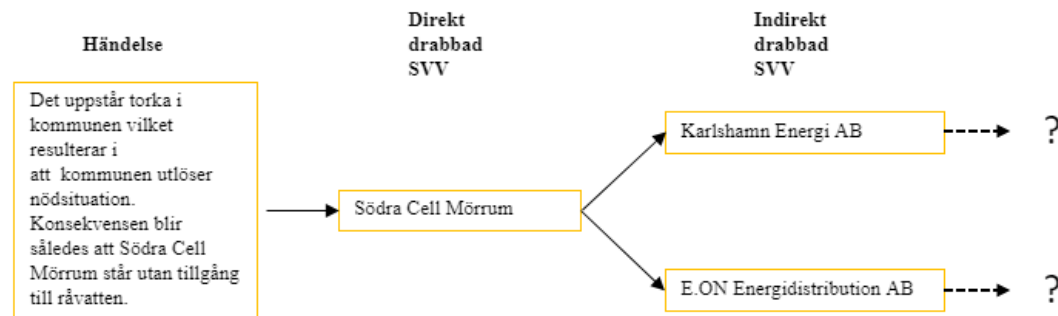 Händelse
Direkt
drabbad
SVV
Indirekt
drabbad
SVV
Det uppstår torka i
kommunen vilket
resulterar i
att kommunen utlöser
nödsituation.
Konsekvensen blir
således att Södra Cell
Mörrum står utan tillgång
till råvatten.
Södra Cell Mörrum
Karlshamn Energi AB
?
E.ON Energidistribution AB
?